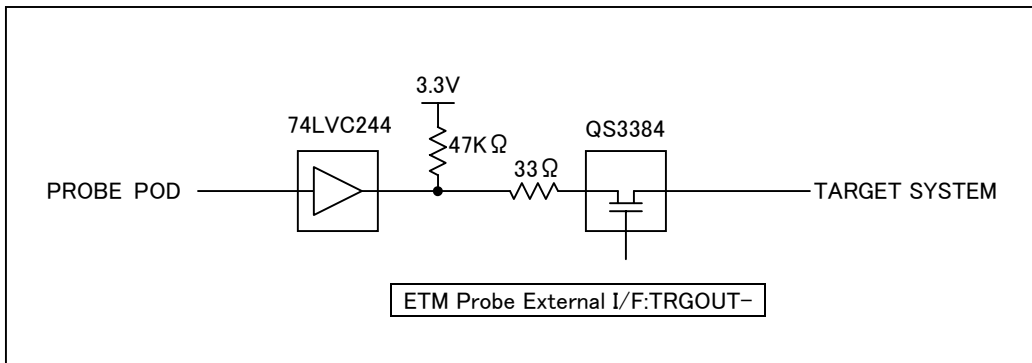 3.3V
74LVC244
47KΩ
QS3384
33Ω
PROBE POD
TARGET SYSTEM
ETM Probe External I/F:TRGOUT-